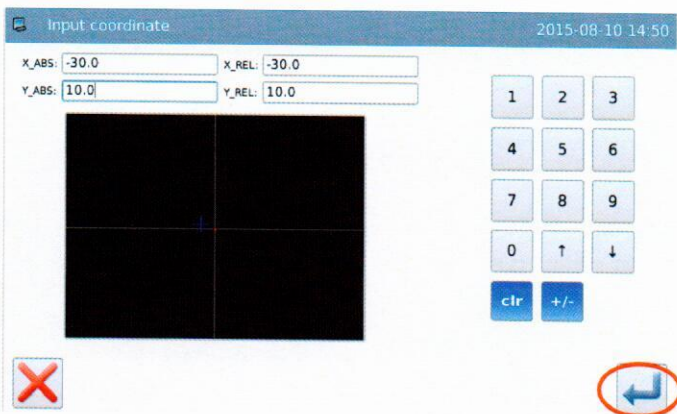 Input coordinate 2015-08-10 14:50
X_ABS: -30.0 X_REL: -30.0
Y_ABS: 10.0 Y_REL: 10.0
1 2 3
4 5 6
7 8 9
0 ↑ ↓
clr +/-